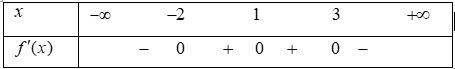 x −∞ −2 1 3 +∞
f′(x) − 0 + 0 + 0 −